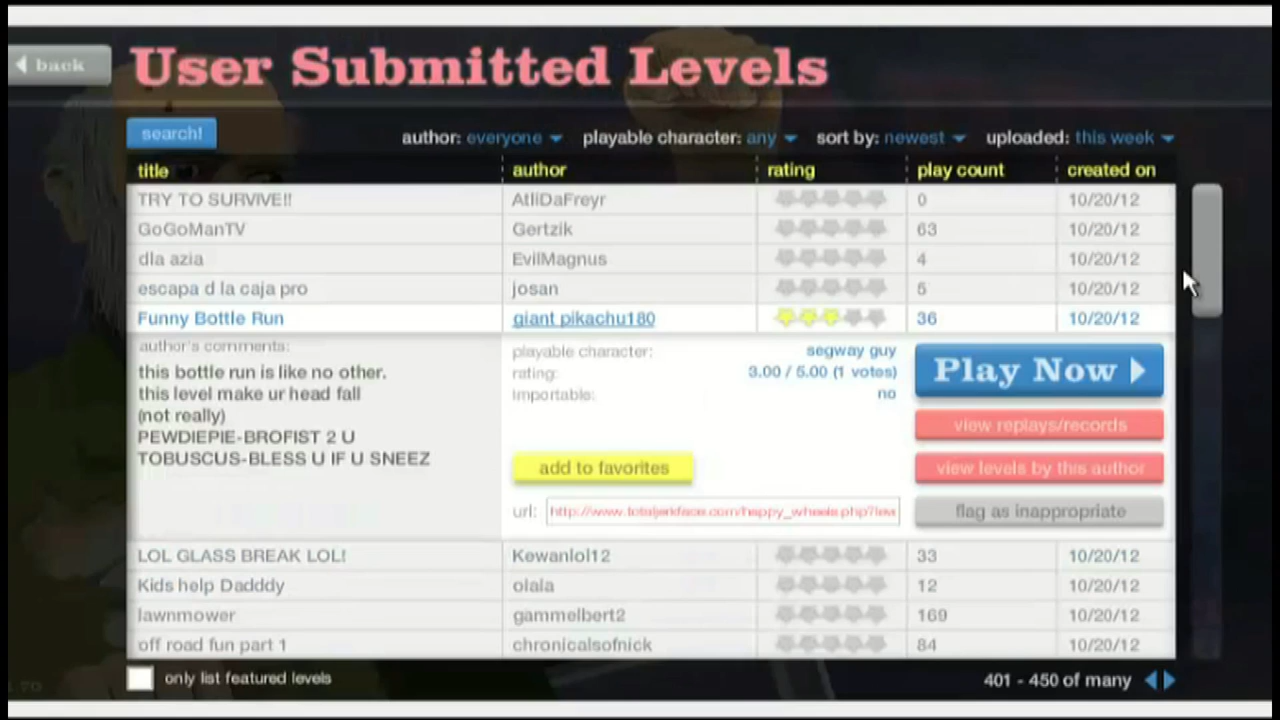 back
User Submitted Levels
search! author: everyone playable character: any sort by: newest uploaded: this week
title author rating play count created on
TRY TO SURVIVE!! AtliDaFreyr 0 10/20/12
GoGoManTV Gertzik 63 10/20/12
dla azia EvilMagnus 4 10/20/12
escapa d la caja pro josan 5 10/20/12
Funny Bottle Run giant pikachu180 36 10/20/12
author's comments:
this bottle run is like no other.
this level make ur head fall
(not really)
PEWDIEPIE-BROFIST 2 U
TOBUSCUS-BLESS U IF U SNEEZ
playable character: segway guy
rating: 3.00 / 5.00 (1 votes)
Importable: no
add to favorites
url: http://www.totaljerkface.com/happy_wheels.php?lev
Play Now
view replays/records
view levels by this author
flag as inappropriate
LOL GLASS BREAK LOL! Kewanlol12 33 10/20/12
Kids help Dadddy olala 12 10/20/12
lawnmower gammelbert2 169 10/20/12
off road fun part 1 chronicalsofnick 84 10/20/12
only list featured levels 401 - 450 of many